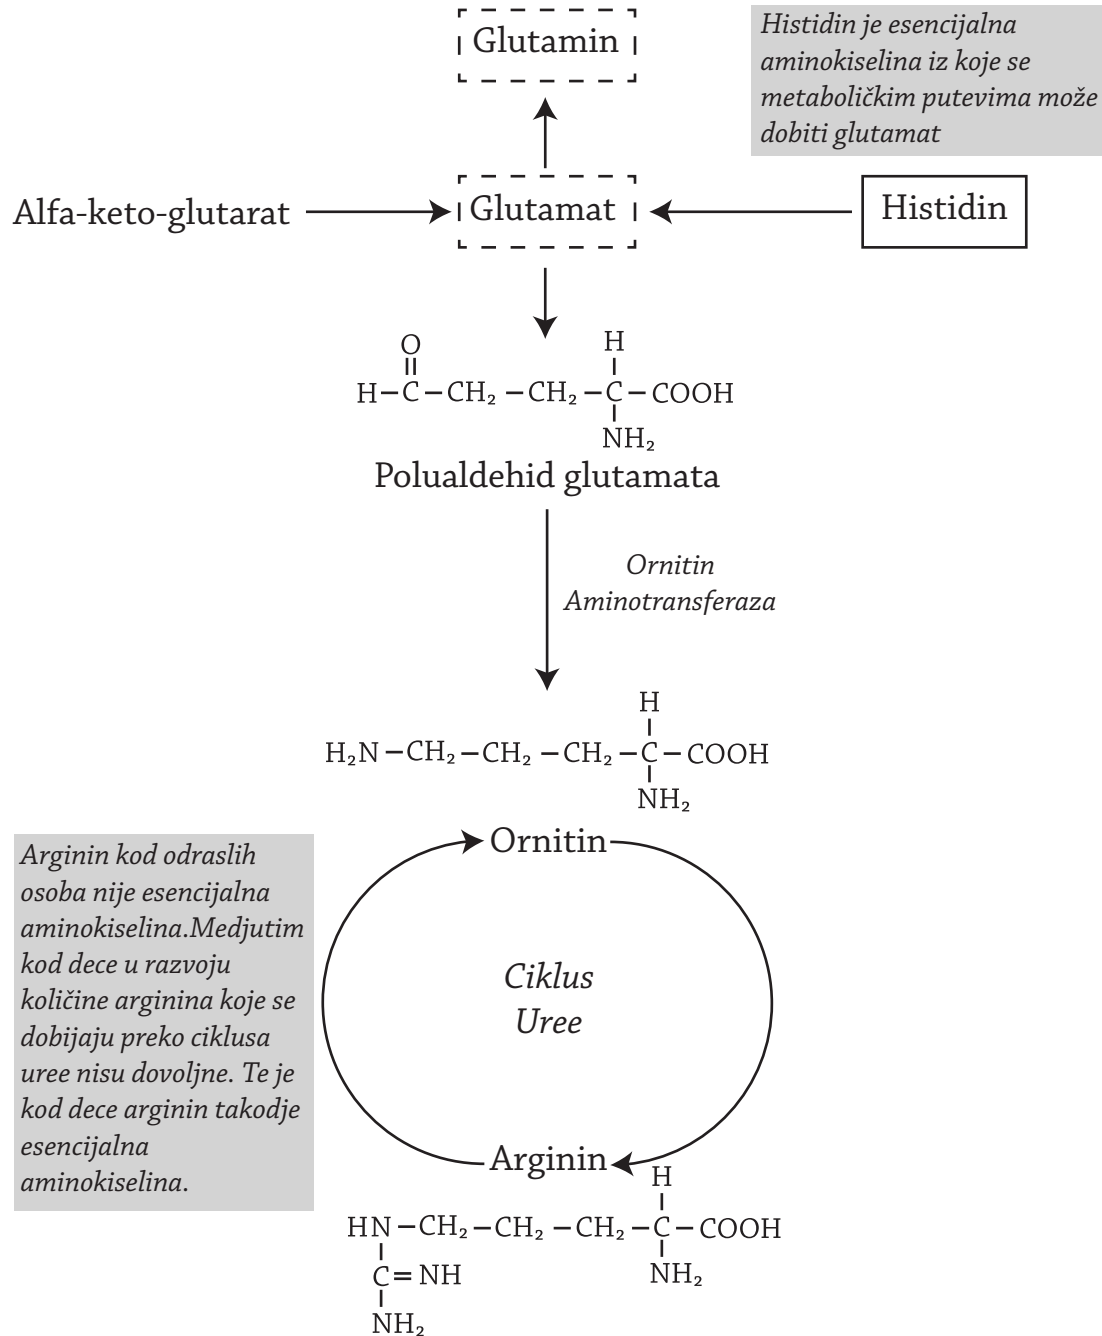 Glutamin
Histidin je esencijalna
aminokiselina iz koje se
metaboličkim putevima može
dobiti glutamat
Alfa-keto-glutarat
Glutamat
Histidin
O
H
H–C–CH₂–CH₂–C–COOH
NH₂
Polualdehid glutamata
Ornitin
Aminotransferaza
H
H₂N–CH₂–CH₂–CH₂–C–COOH
NH₂
Ornitin
Arginin kod odraslih
osoba nije esencijalna
aminokiselina.Medjutim
kod dece u razvoju
količine arginina koje se
dobijaju preko ciklusa
uree nisu dovoljne. Te je
kod dece arginin takodje
esencijalna
aminokiselina.
Ciklus
Uree
Arginin
H
HN–CH₂–CH₂–CH₂–C–COOH
NH₂
C=NH
NH₂